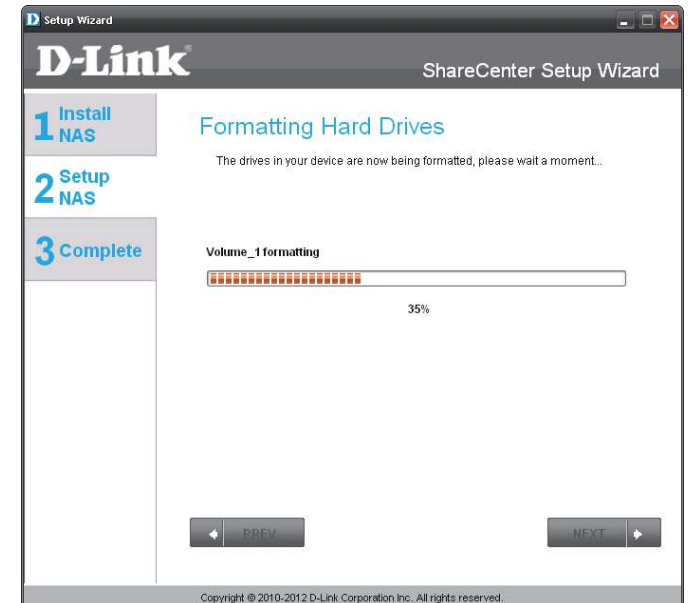 Setup Wizard
D-Link®
ShareCenter Setup Wizard
1 Install
NAS
2 Setup
NAS
3 Complete
Formatting Hard Drives
The drives in your device are now being formatted, please wait a moment...
Volume_1 formatting
35%
PREV
NEXT
Copyright © 2010-2012 D-Link Corporation Inc. All rights reserved.